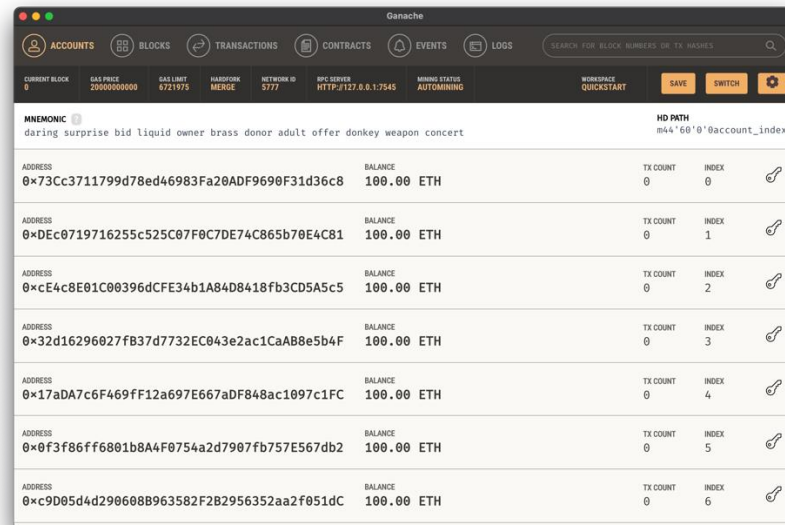 Ganache
ACCOUNTS BLOCKS TRANSACTIONS CONTRACTS EVENTS LOGS SEARCH FOR BLOCK NUMBERS OR TX HASHES
CURRENT BLOCK GAS PRICE GAS LIMIT HARDFORK NETWORK ID RPC SERVER MINING STATUS WORKSPACE
0 20000000000 6721975 MERGE 5777 HTTP://127.0.0.1:7545 AUTOMINING QUICKSTART SAVE SWITCH
MNEMONIC ? HD PATH
daring surprise bid liquid owner brass donor adult offer donkey weapon concert m44'60'0'0account_index
ADDRESS BALANCE TX COUNT INDEX
0×73Cc3711799d78ed46983Fa20ADF9690F31d36c8 100.00 ETH 0 0
ADDRESS BALANCE TX COUNT INDEX
0×DEc0719716255c525C07F0C7DE74C865b70E4C81 100.00 ETH 0 1
ADDRESS BALANCE TX COUNT INDEX
0×cE4c8E01C00396dCFE34b1A84D8418fb3CD5A5c5 100.00 ETH 0 2
ADDRESS BALANCE TX COUNT INDEX
0×32d16296027fB37d7732EC043e2ac1CaAB8e5b4F 100.00 ETH 0 3
ADDRESS BALANCE TX COUNT INDEX
0×17aDA7c6F469fF12a697E667aDF848ac1097c1FC 100.00 ETH 0 4
ADDRESS BALANCE TX COUNT INDEX
0×0f3f86ff6801b8A4F0754a2d7907fb757E567db2 100.00 ETH 0 5
ADDRESS BALANCE TX COUNT INDEX
0×c9D05d4d290608B963582F2B2956352aa2f051dC 100.00 ETH 0 6